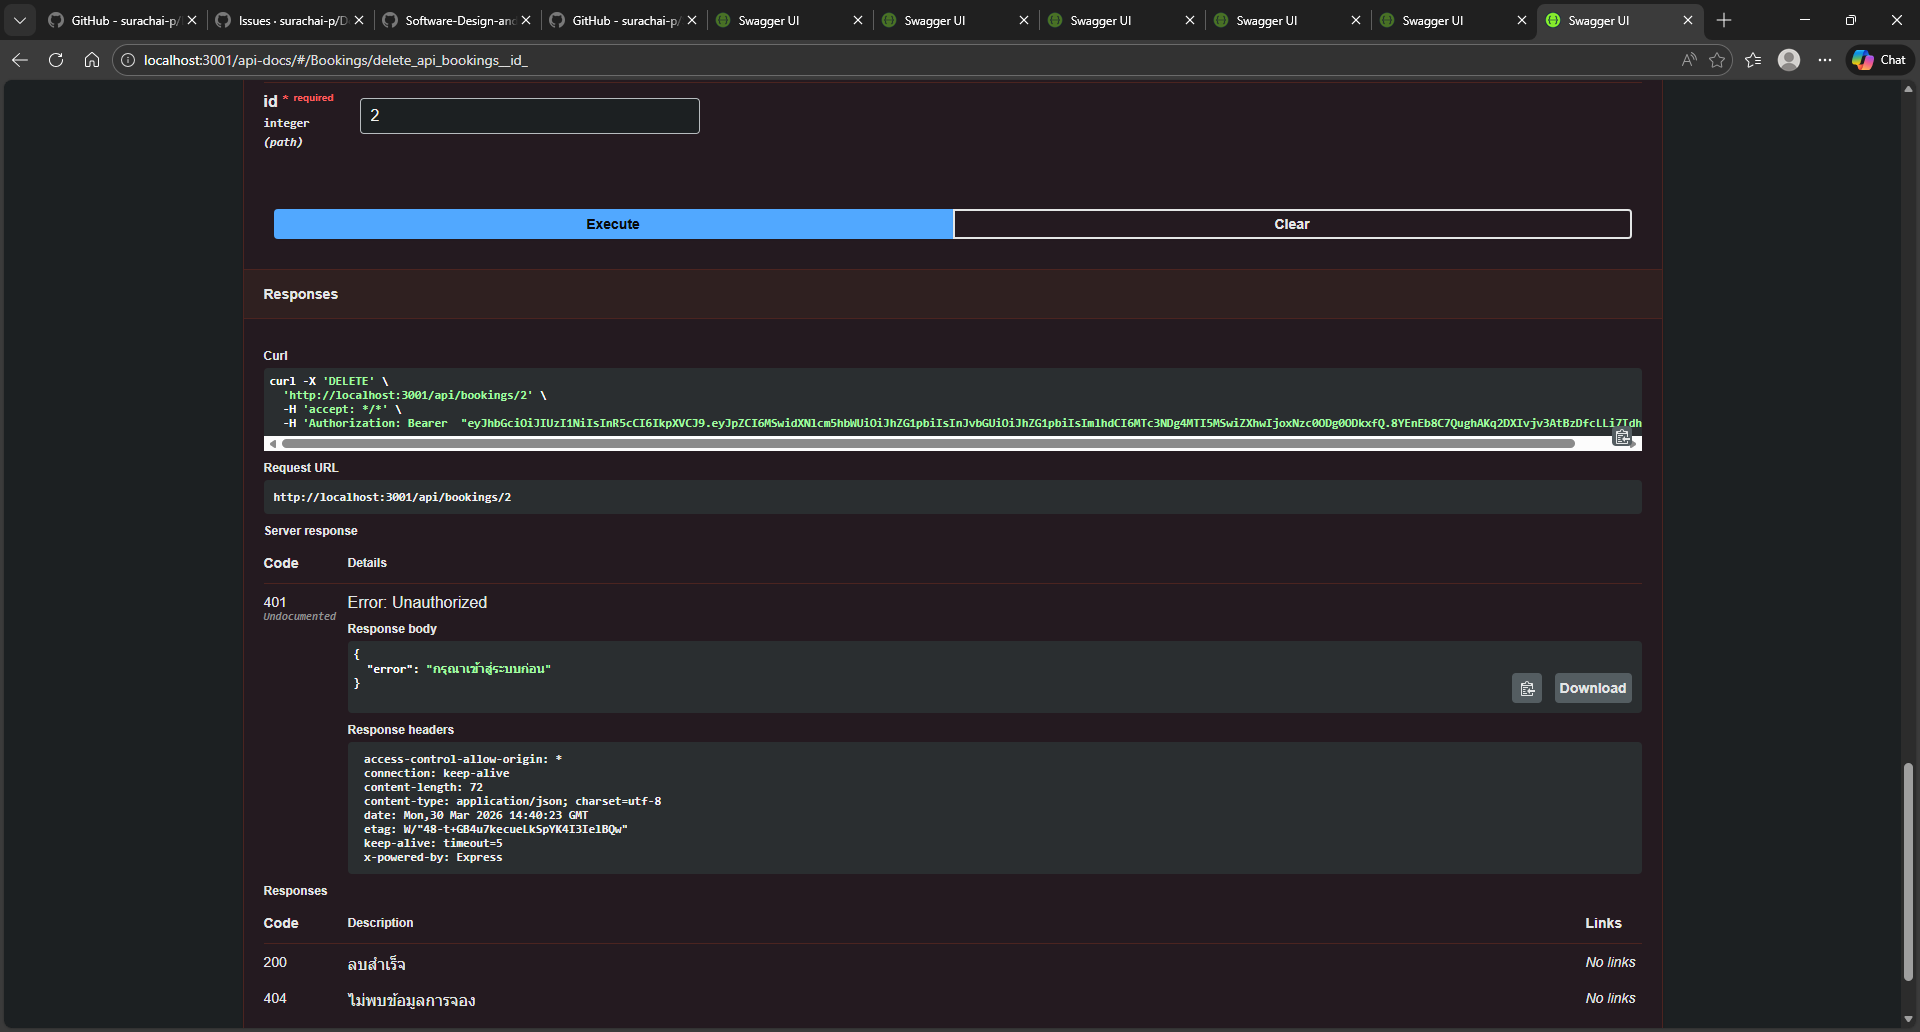 GitHub - surachai-p/
Issues · surachai-p/D
Software-Design-and
GitHub - surachai-p/
Swagger UI
Swagger UI
Swagger UI
Swagger UI
Swagger UI
Swagger UI
localhost:3001/api-docs/#/Bookings/delete_api_bookings__id_
Chat
id * required
integer
(path)
2
Execute
Clear
Responses
Curl
curl -X 'DELETE' \
'http://localhost:3001/api/bookings/2' \
-H 'accept: */*' \
-H 'Authorization: Bearer "eyJhbGciOiJIUzI1NiIsInR5cCI6IkpXVCJ9.eyJpZCI6MSwidXNlcm5hbWUiOiJhZG1pbiIsInJvbGUiOiJhZG1pbiIsImlhdCI6MTc3NDg4MTI5MSwiZXhwIjoxNzc0ODg0ODkxfQ.8YEnEb8C7QughAKq2DXIvjv3AtBzDfcLLi7Idh
Request URL
http://localhost:3001/api/bookings/2
Server response
Code Details
401 Error: Unauthorized
Undocumented
Response body
{
"error": "กรุณาเข้าสู่ระบบก่อน"
}
Download
Response headers
access-control-allow-origin: *
connection: keep-alive
content-length: 72
content-type: application/json; charset=utf-8
date: Mon,30 Mar 2026 14:40:23 GMT
etag: W/"48-t+GB4u7kecueLkSpYK4I3IelBQw"
keep-alive: timeout=5
x-powered-by: Express
Responses
Code Description Links
200 ลบสำเร็จ No links
404 ไม่พบข้อมูลการจอง No links